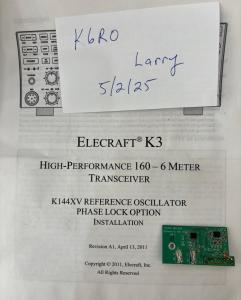 K6RO
Larry
5/2/25
ELECRAFT® K3
HIGH-PERFORMANCE 160 – 6 METER
TRANSCEIVER
K144XV REFERENCE OSCILLATOR
PHASE LOCK OPTION
INSTALLATION
Revision A1, April 13, 2011
Copyright © 2011, Elecraft, Inc.
All Rights Reserved